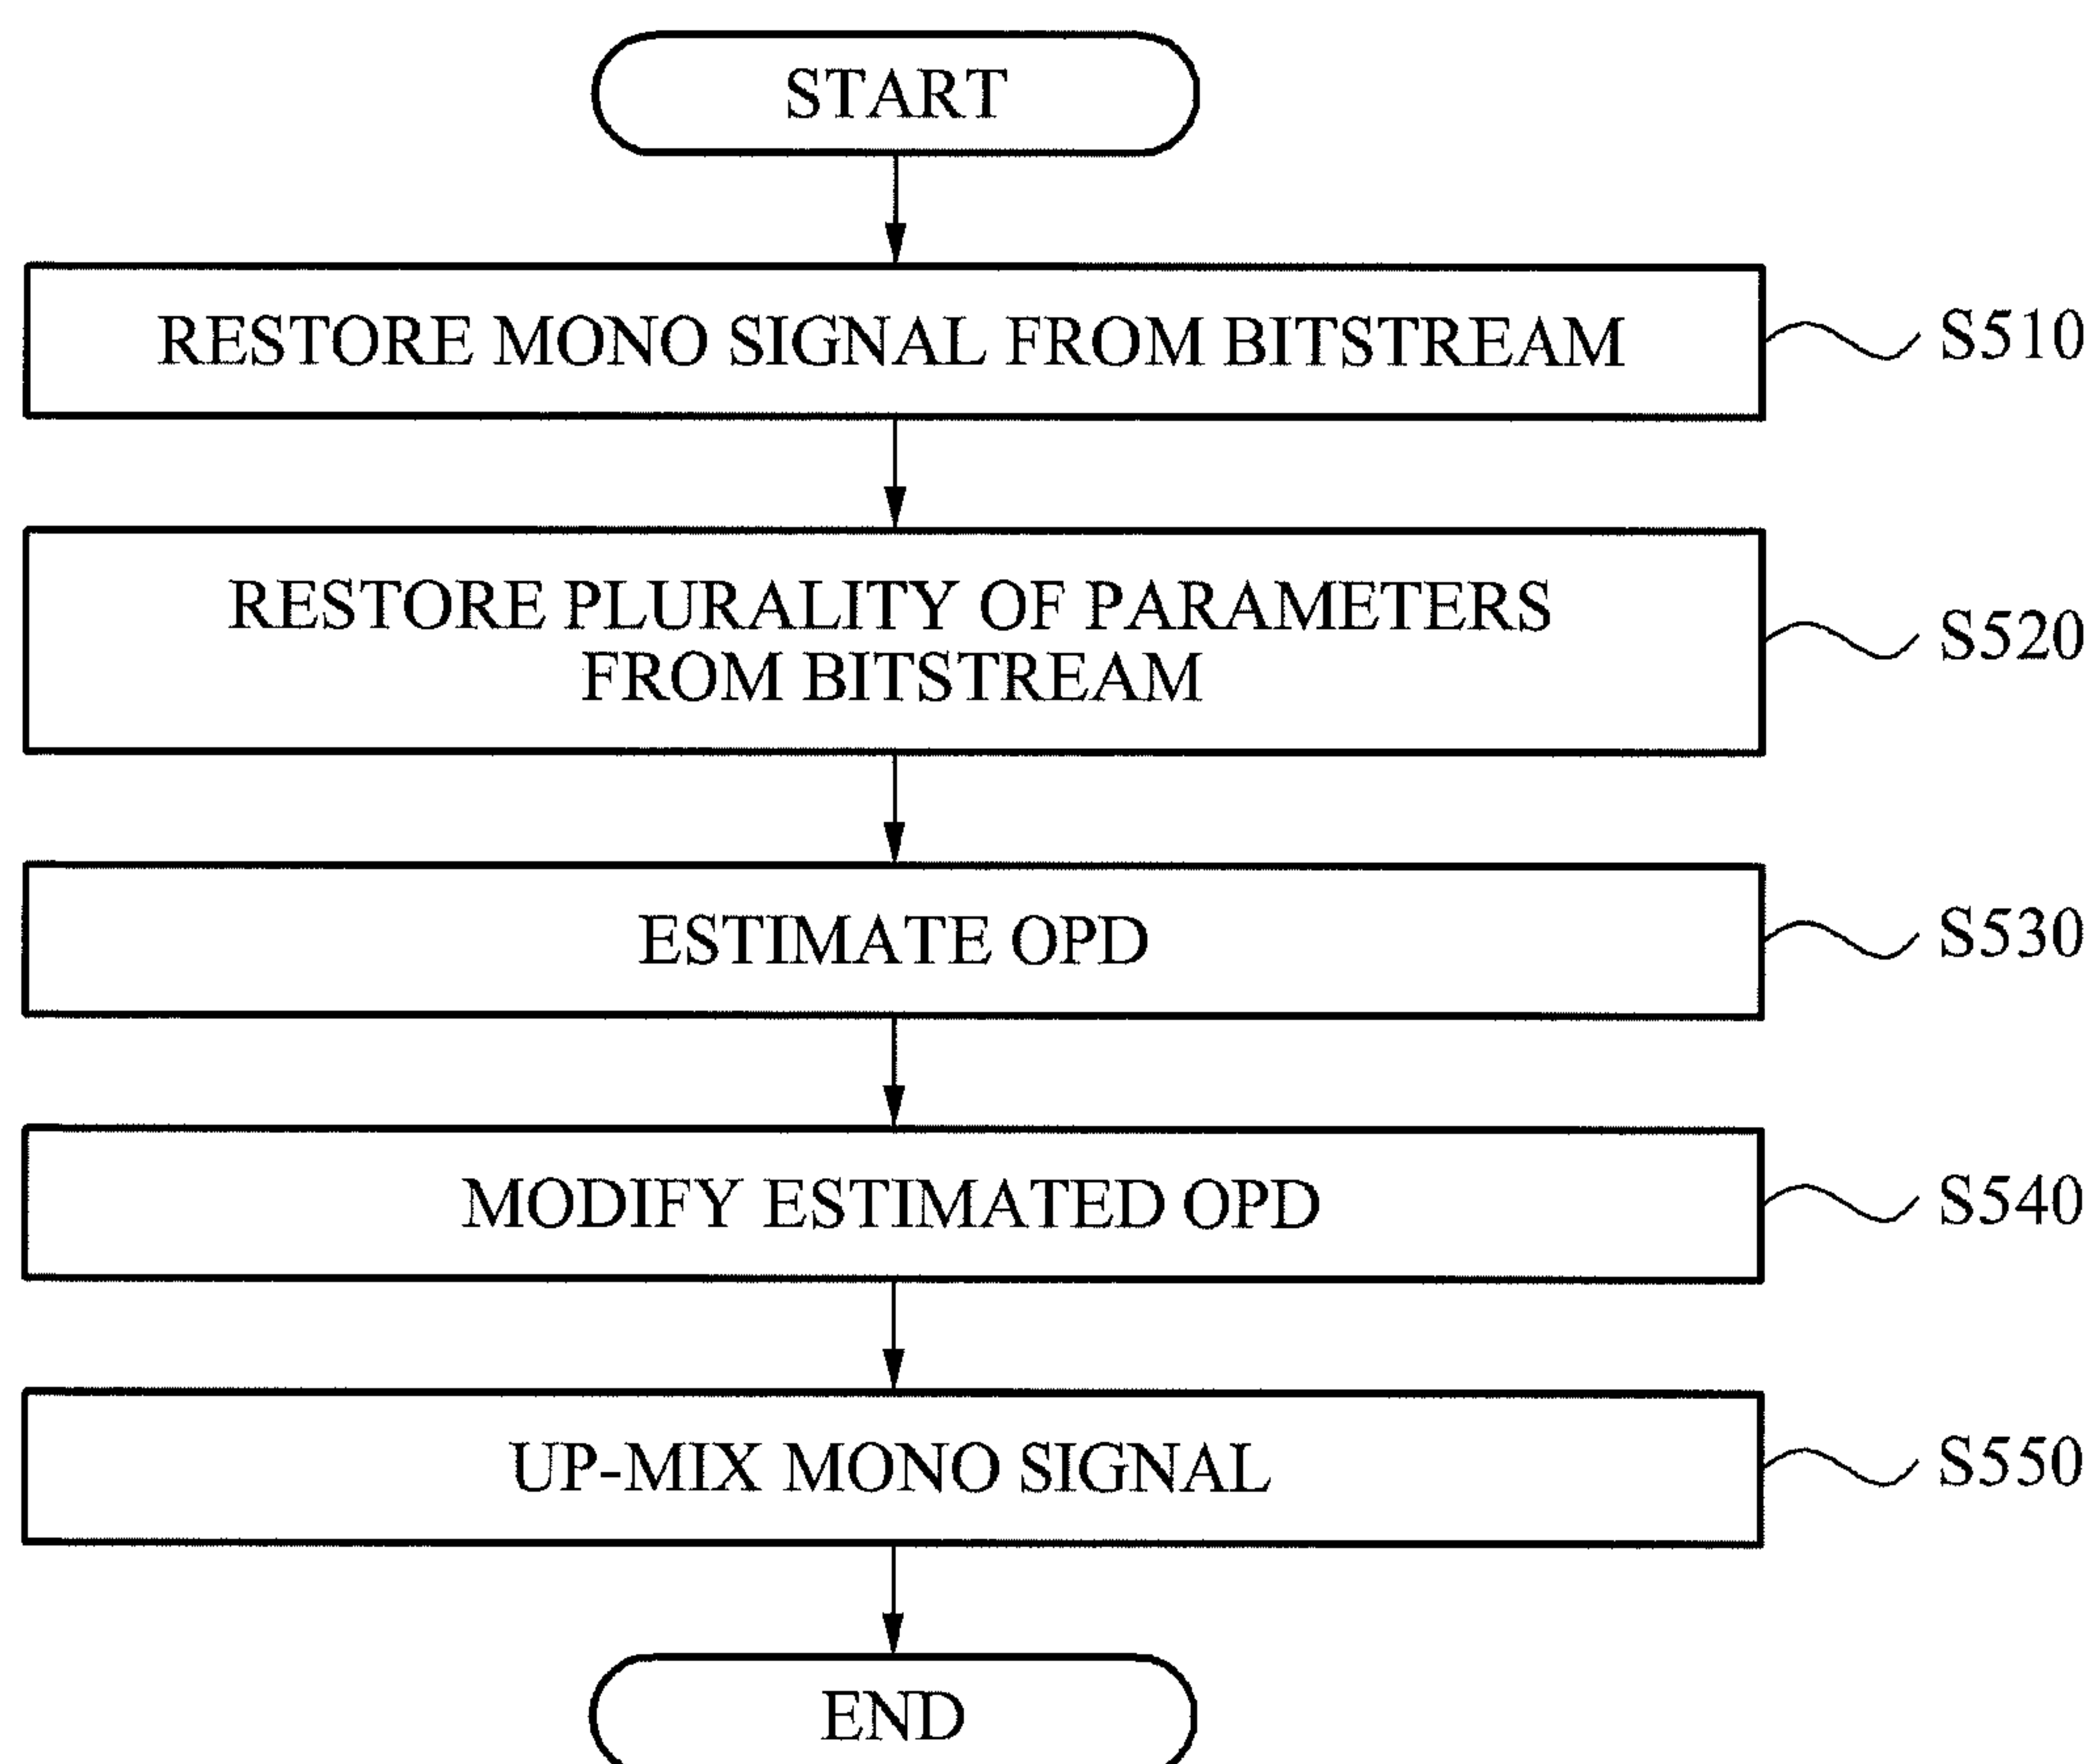 START
RESTORE MONO SIGNAL FROM BITSTREAM
S510
RESTORE PLURALITY OF PARAMETERS
FROM BITSTREAM
S520
ESTIMATE OPD
S530
MODIFY ESTIMATED OPD
S540
UP-MIX MONO SIGNAL
S550
END